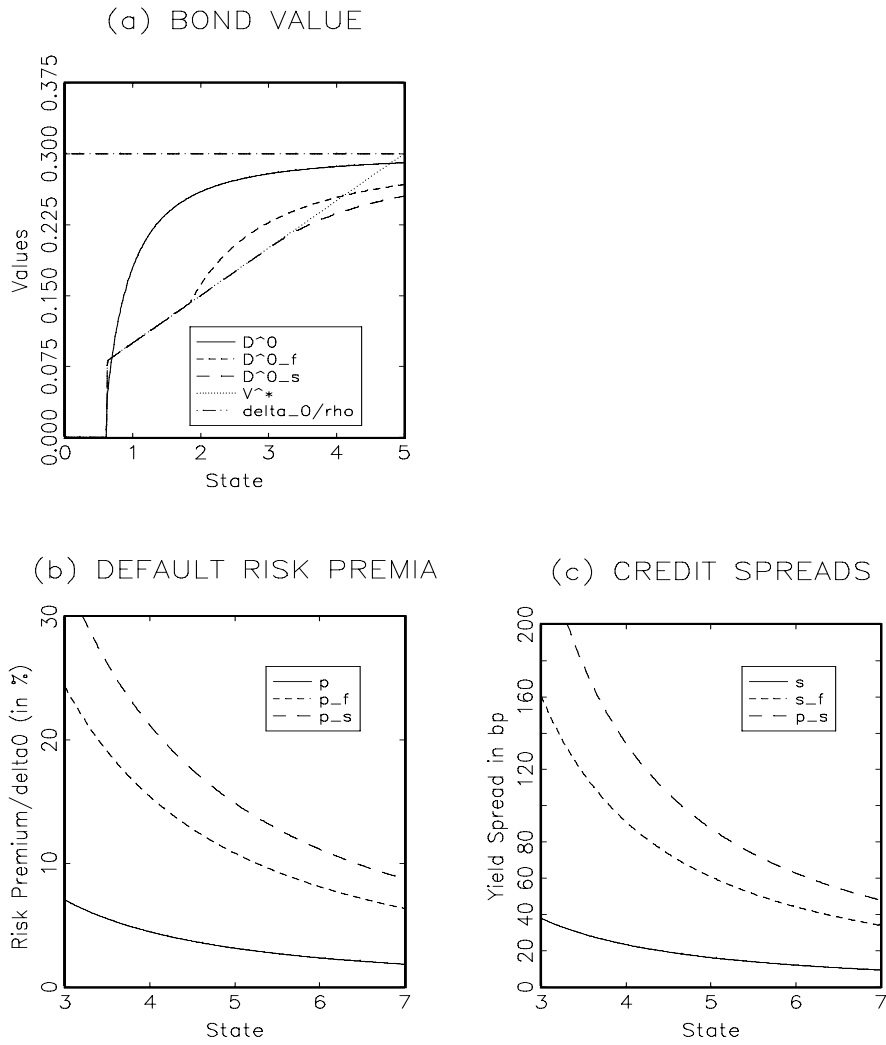 (a) BOND VALUE
Values
0.375
0.300
0.225
0.150
0.075
0.000
D^0
D^0_f
D^0_s
V^*
delta_0/rho
0 1 2 3 4 5
State
(b) DEFAULT RISK PREMIA
Risk Premium/delta0 (in %)
30
20
10
0
p
p_f
p_s
3 4 5 6 7
State
(c) CREDIT SPREADS
Yield Spread in bp
200
160
120
80
60
40
20
0
s
s_f
p_s
3 4 5 6 7
State